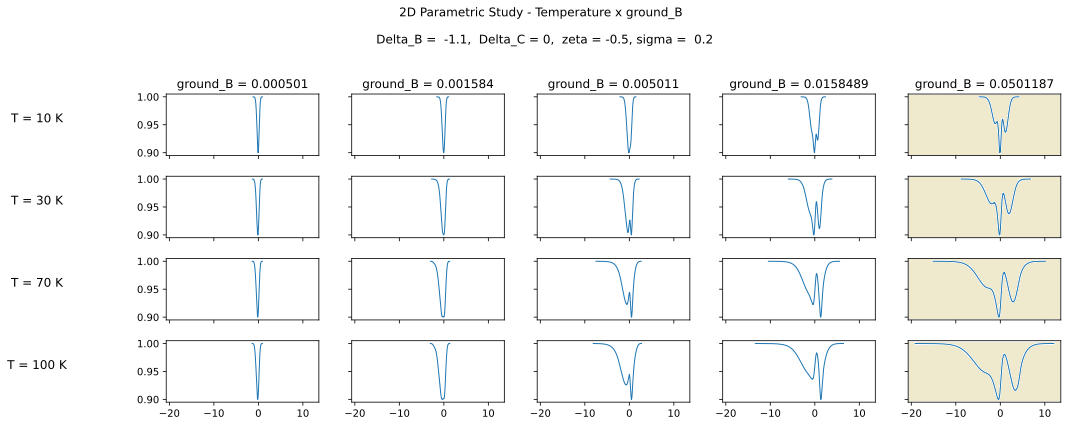 2D Parametric Study - Temperature x ground_B
Delta_B =  -1.1,  Delta_C = 0,  zeta = -0.5, sigma =  0.2
ground_B = 0.000501
ground_B = 0.001584
ground_B = 0.005011
ground_B = 0.0158489
ground_B = 0.0501187
T = 10 K
1.00
0.95
0.90
T = 30 K
1.00
0.95
0.90
T = 70 K
1.00
0.95
0.90
T = 100 K
1.00
0.95
0.90
−20 −10 0 10
−20 −10 0 10
−20 −10 0 10
−20 −10 0 10
−20 −10 0 10